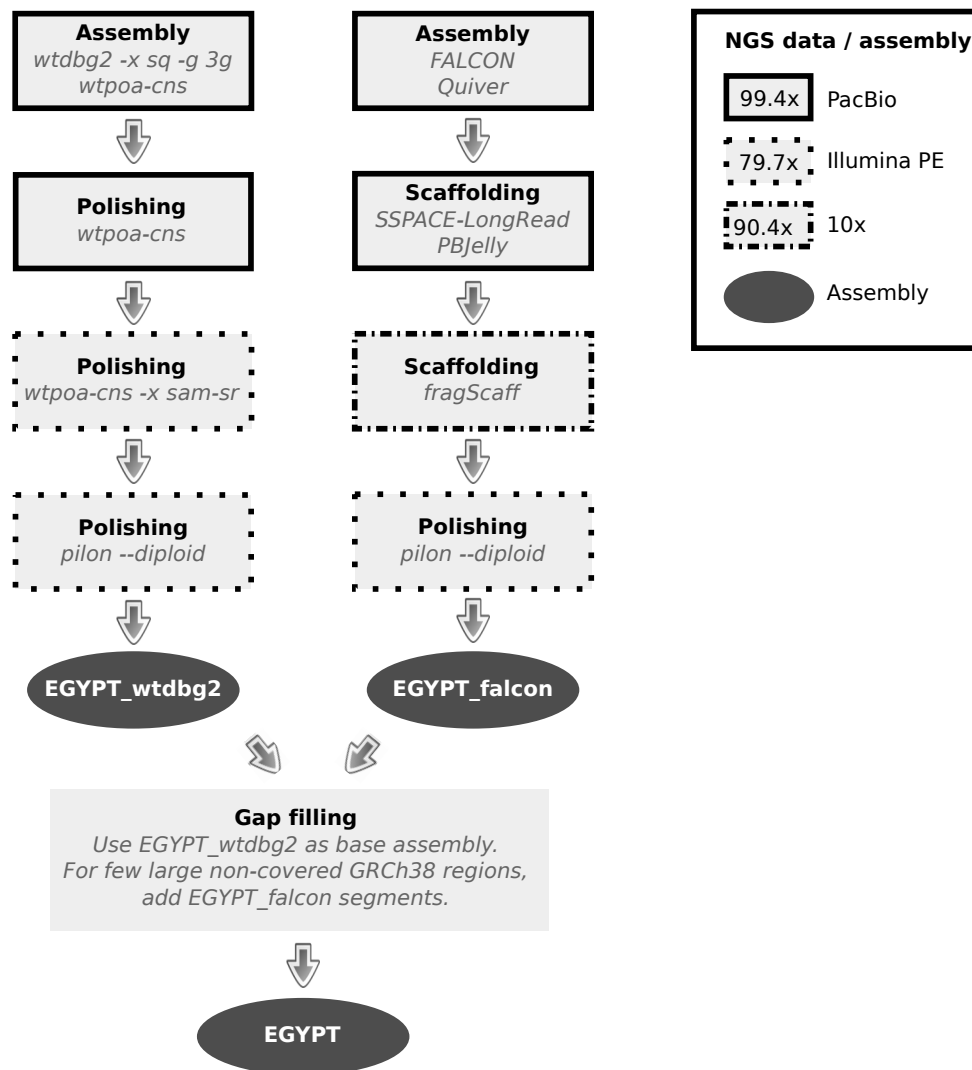 Assembly
wtdbg2 -x sq -g 3g
wtpoa-cns
Polishing
wtpoa-cns
Polishing
wtpoa-cns -x sam-sr
Polishing
pilon --diploid
EGYPT_wtdbg2
Assembly
FALCON
Quiver
Scaffolding
SSPACE-LongRead
PBJelly
Scaffolding
fragScaff
Polishing
pilon --diploid
EGYPT_falcon
Gap filling
Use EGYPT_wtdbg2 as base assembly.
For few large non-covered GRCh38 regions,
add EGYPT_falcon segments.
EGYPT
NGS data / assembly
99.4x PacBio
79.7x Illumina PE
90.4x 10x
Assembly